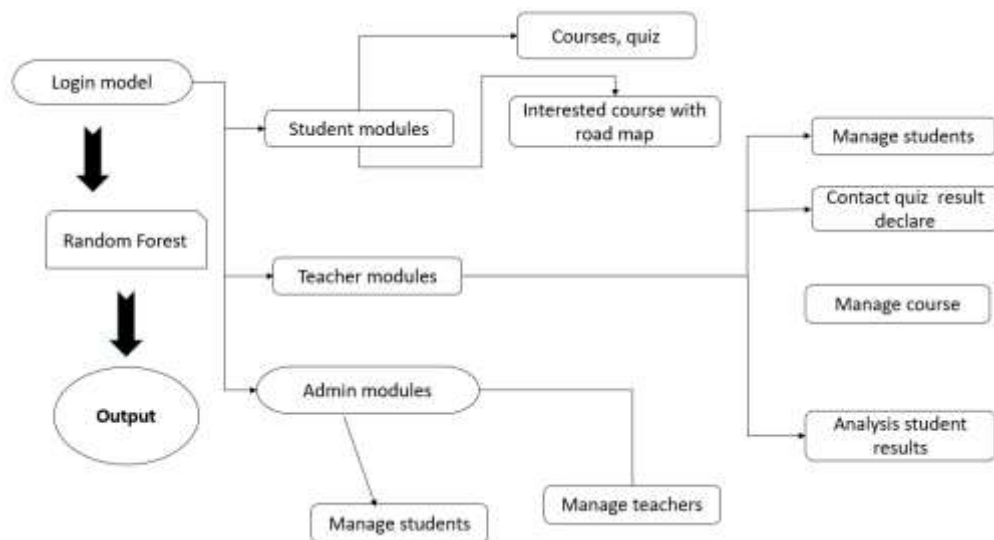 Courses, quiz
Login model
Interested course with
road map
Student modules
Manage students
Contact quiz  result
declare
Random Forest
Teacher modules
Manage course
Admin modules
Output
Analysis student
results
Manage teachers
Manage students